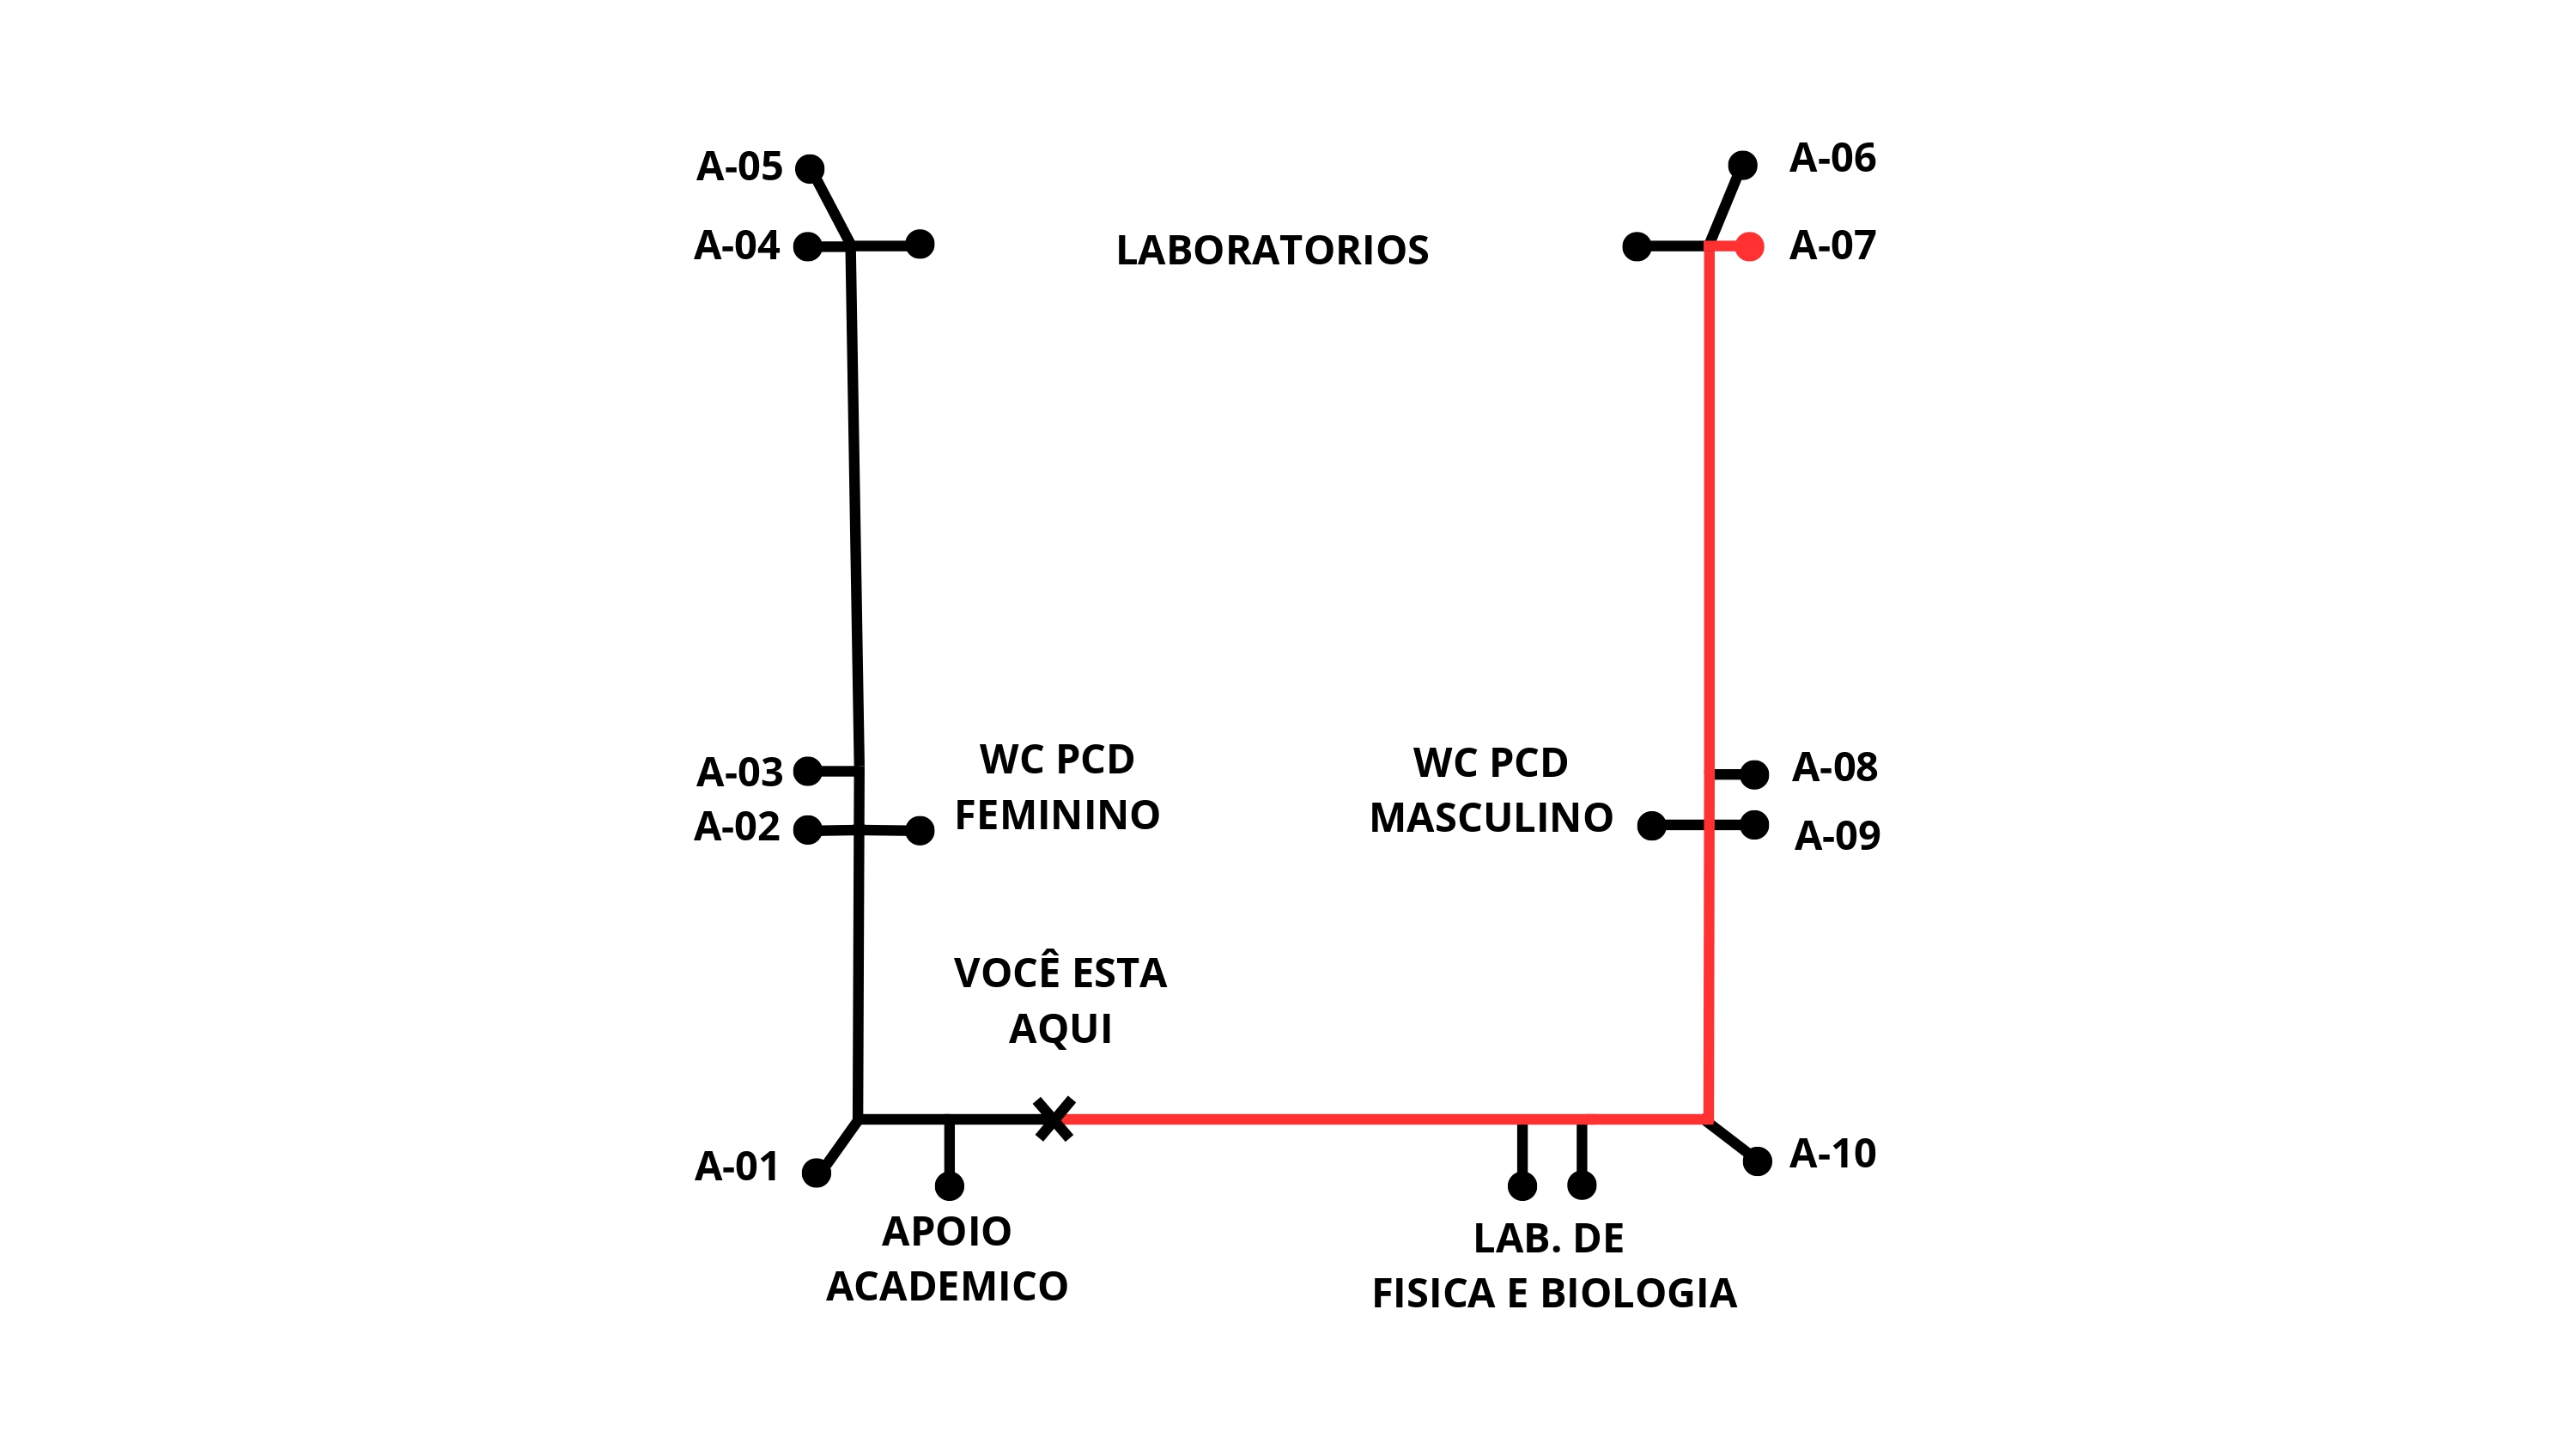 A-05
A-06
A-04
LABORATORIOS
A-07
A-03
WC PCD
FEMININO
WC PCD
MASCULINO
A-08
A-02
A-09
VOCÊ ESTA
AQUI
A-01
A-10
APOIO
ACADEMICO
LAB. DE
FISICA E BIOLOGIA